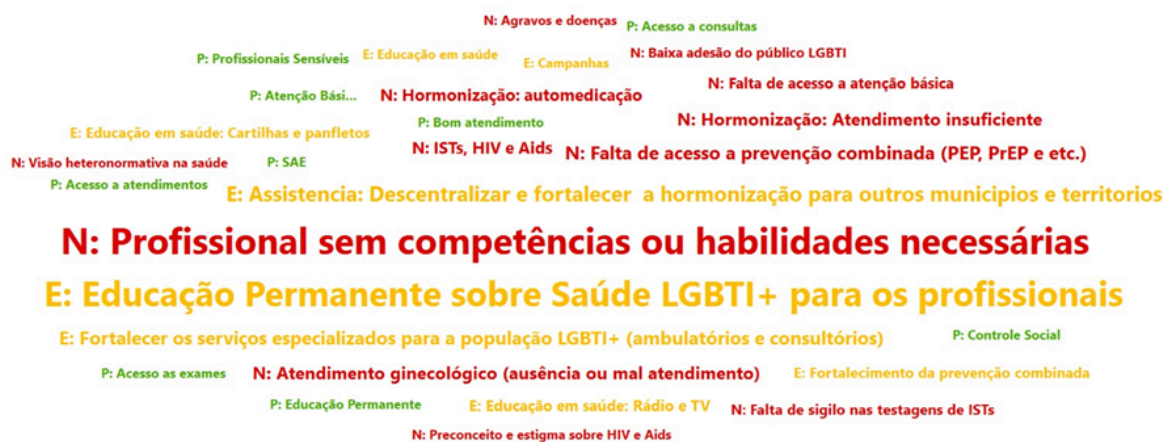 N: Agravos e doenças P: Acesso a consultas
P: Profissionais Sensíveis E: Educação em saúde E: Campanhas N: Baixa adesão do público LGBTI
N: Falta de acesso a atenção básica
P: Atenção Bási... N: Hormonização: automedicação
E: Educação em saúde: Cartilhas e panfletos P: Bom atendimento N: Hormonização: Atendimento insuficiente
N: Visão heteronormativa na saúde P: SAE N: ISTs, HIV e Aids N: Falta de acesso a prevenção combinada (PEP, PrEP e etc.)
P: Acesso a atendimentos E: Assistencia: Descentralizar e fortalecer a hormonização para outros municipios e territorios
N: Profissional sem competências ou habilidades necessárias
E: Educação Permanente sobre Saúde LGBTI+ para os profissionais
E: Fortalecer os serviços especializados para a população LGBTI+ (ambulatórios e consultórios) P: Controle Social
P: Acesso as exames N: Atendimento ginecológico (ausência ou mal atendimento) E: Fortalecimento da prevenção combinada
P: Educação Permanente E: Educação em saúde: Rádio e TV N: Falta de sigilo nas testagens de ISTs
N: Preconceito e estigma sobre HIV e Aids